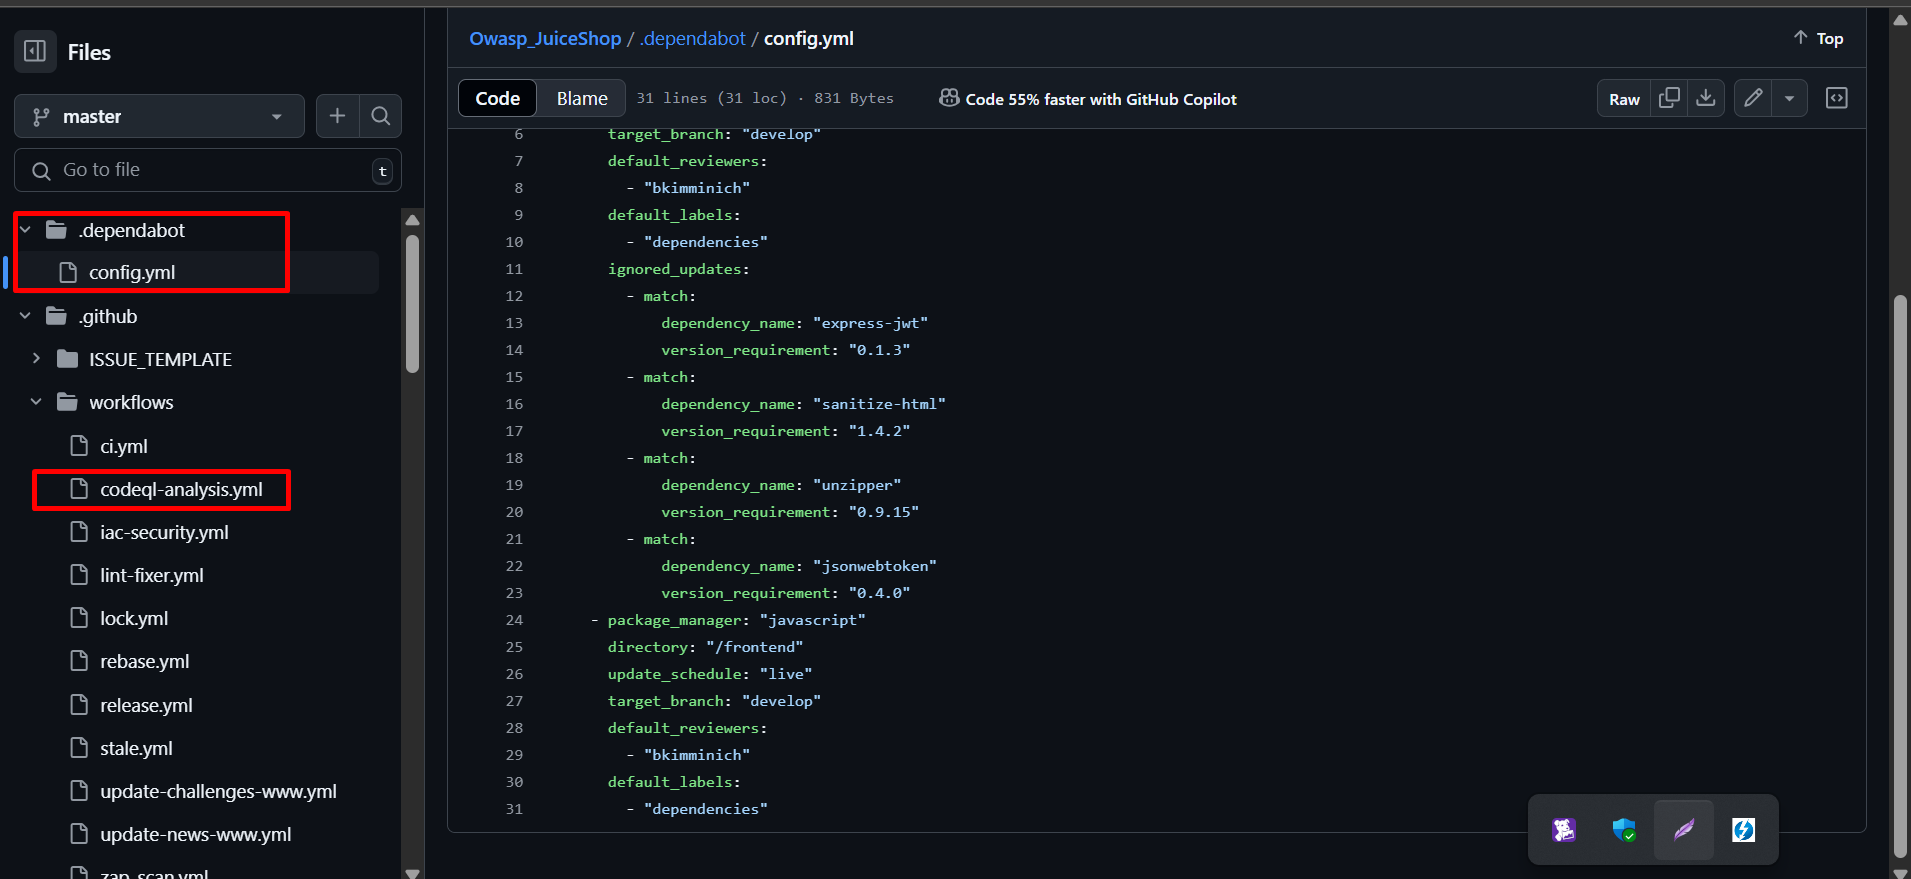 Files
master
Go to file
t
.dependabot
config.yml
.github
ISSUE_TEMPLATE
workflows
ci.yml
codeql-analysis.yml
iac-security.yml
lint-fixer.yml
lock.yml
rebase.yml
release.yml
stale.yml
update-challenges-www.yml
update-news-www.yml
zap_scan.yml
Owasp_JuiceShop / .dependabot / config.yml
Top
Code Blame 31 lines (31 loc) · 831 Bytes Code 55% faster with GitHub Copilot Raw
6 target_branch: "develop"
7 default_reviewers:
8 - "bkimminich"
9 default_labels:
10 - "dependencies"
11 ignored_updates:
12 - match:
13 dependency_name: "express-jwt"
14 version_requirement: "0.1.3"
15 - match:
16 dependency_name: "sanitize-html"
17 version_requirement: "1.4.2"
18 - match:
19 dependency_name: "unzipper"
20 version_requirement: "0.9.15"
21 - match:
22 dependency_name: "jsonwebtoken"
23 version_requirement: "0.4.0"
24 - package_manager: "javascript"
25 directory: "/frontend"
26 update_schedule: "live"
27 target_branch: "develop"
28 default_reviewers:
29 - "bkimminich"
30 default_labels:
31 - "dependencies"